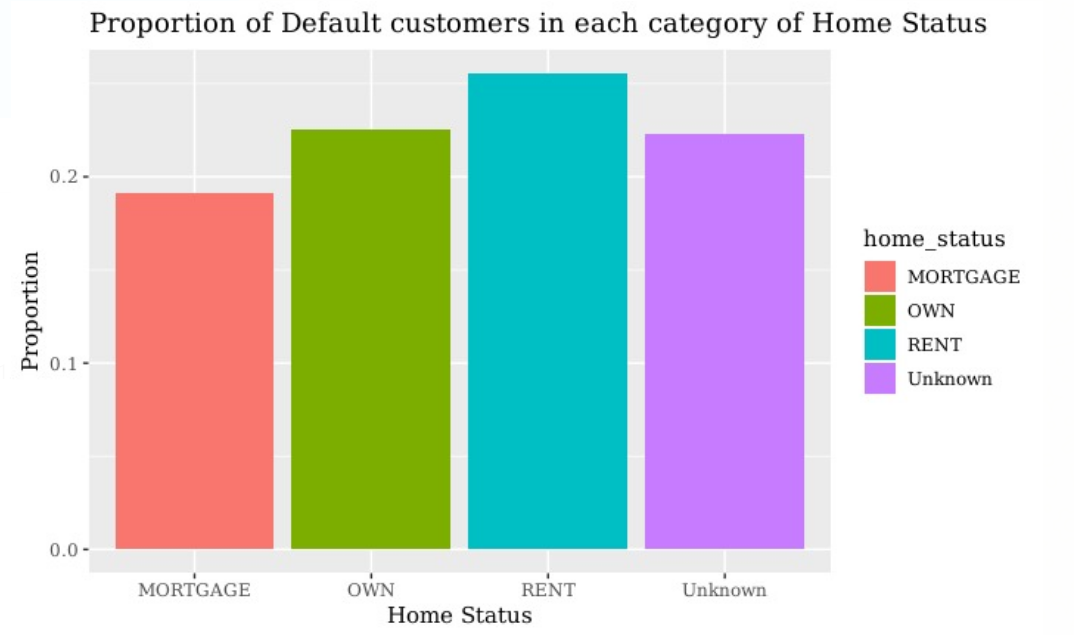 Proportion of Default customers in each category of Home Status
Proportion
0.2
0.1
0.0
MORTGAGE
OWN
RENT
Unknown
Home Status
home_status
MORTGAGE
OWN
RENT
Unknown